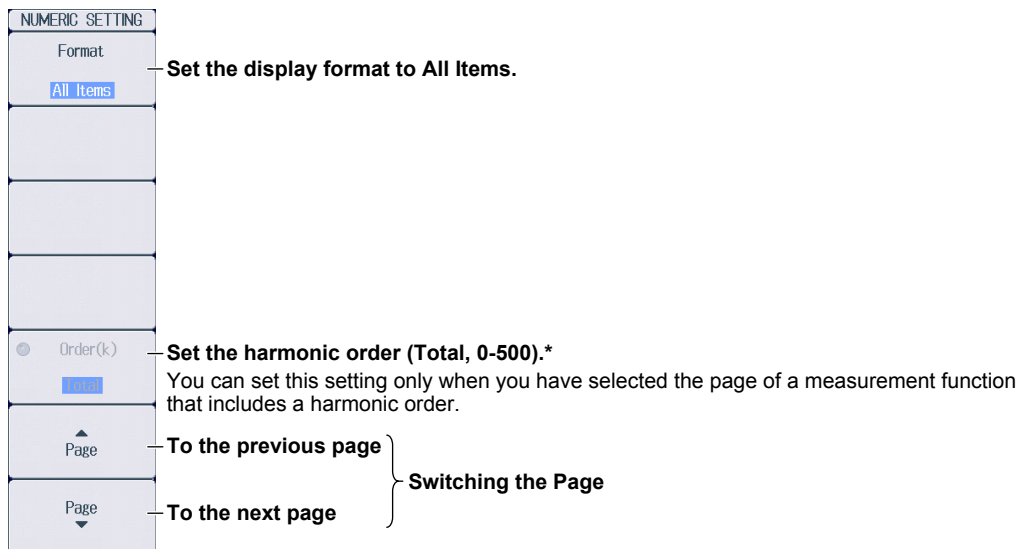 NUMERIC SETTING
Format
All Items
Set the display format to All Items.
Order(k)
Total
Set the harmonic order (Total, 0-500).*
You can set this setting only when you have selected the page of a measurement function
that includes a harmonic order.
Page
To the previous page
Switching the Page
Page
To the next page